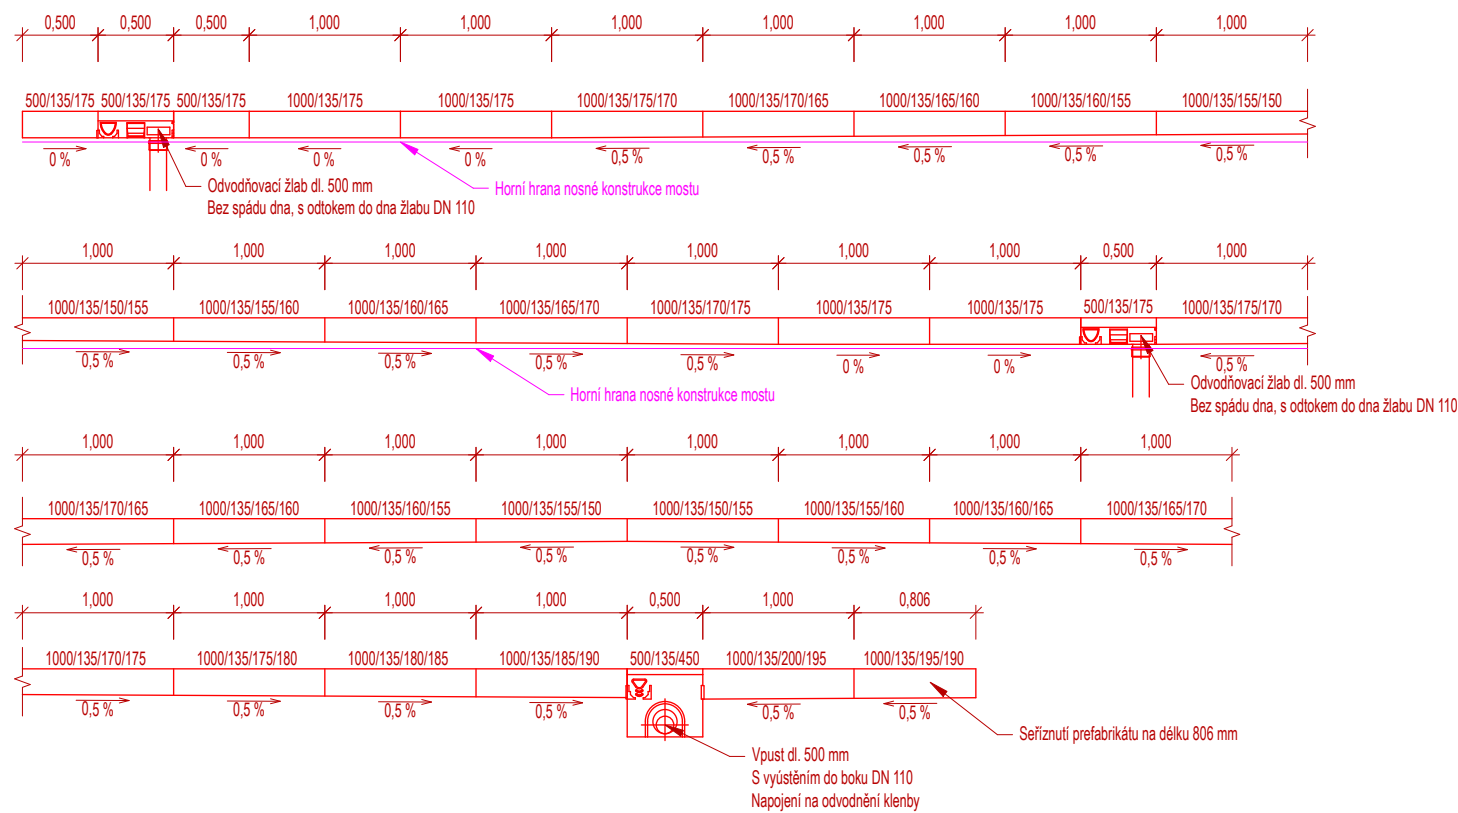 0,500 0,500 0,500 1,000 1,000 1,000 1,000 1,000 1,000 1,000
500/135/175 500/135/175 500/135/175 1000/135/175 1000/135/175 1000/135/175/170 1000/135/170/165 1000/135/165/160 1000/135/160/155 1000/135/155/150
0 % 0 % 0 % 0 % 0,5 % 0,5 % 0,5 % 0,5 % 0,5 %
Odvodňovací žlab dl. 500 mm
Bez spádu dna, s odtokem do dna žlabu DN 110
Horní hrana nosné konstrukce mostu
1,000 1,000 1,000 1,000 1,000 1,000 1,000 0,500 1,000
1000/135/150/155 1000/135/155/160 1000/135/160/165 1000/135/165/170 1000/135/170/175 1000/135/175 1000/135/175 500/135/175 1000/135/175/170
0,5 % 0,5 % 0,5 % 0,5 % 0,5 % 0 % 0 % 0,5 %
Horní hrana nosné konstrukce mostu
Odvodňovací žlab dl. 500 mm
Bez spádu dna, s odtokem do dna žlabu DN 110
1,000 1,000 1,000 1,000 1,000 1,000 1,000 1,000
1000/135/170/165 1000/135/165/160 1000/135/160/155 1000/135/155/150 1000/135/150/155 1000/135/155/160 1000/135/160/165 1000/135/165/170
0,5 % 0,5 % 0,5 % 0,5 % 0,5 % 0,5 % 0,5 % 0,5 %
1,000 1,000 1,000 1,000 0,500 1,000 0,806
1000/135/170/175 1000/135/175/180 1000/135/180/185 1000/135/185/190 500/135/450 1000/135/200/195 1000/135/195/190
0,5 % 0,5 % 0,5 % 0,5 % 0,5 % 0,5 %
Seříznutí prefabrikátu na délku 806 mm
Vpust dl. 500 mm
S vyústěním do boku DN 110
Napojení na odvodnění klenby